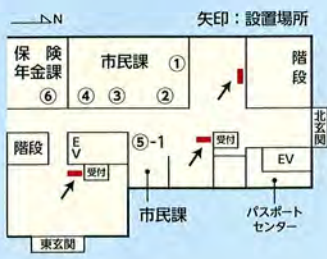 N
矢印：設置場所
保険
年金課
市民課
①
階
段
⑥
④
③
②
北玄関
階段
E
V
⑤-1
受付
受付
EV
市民課
パスポート
センター
東玄関